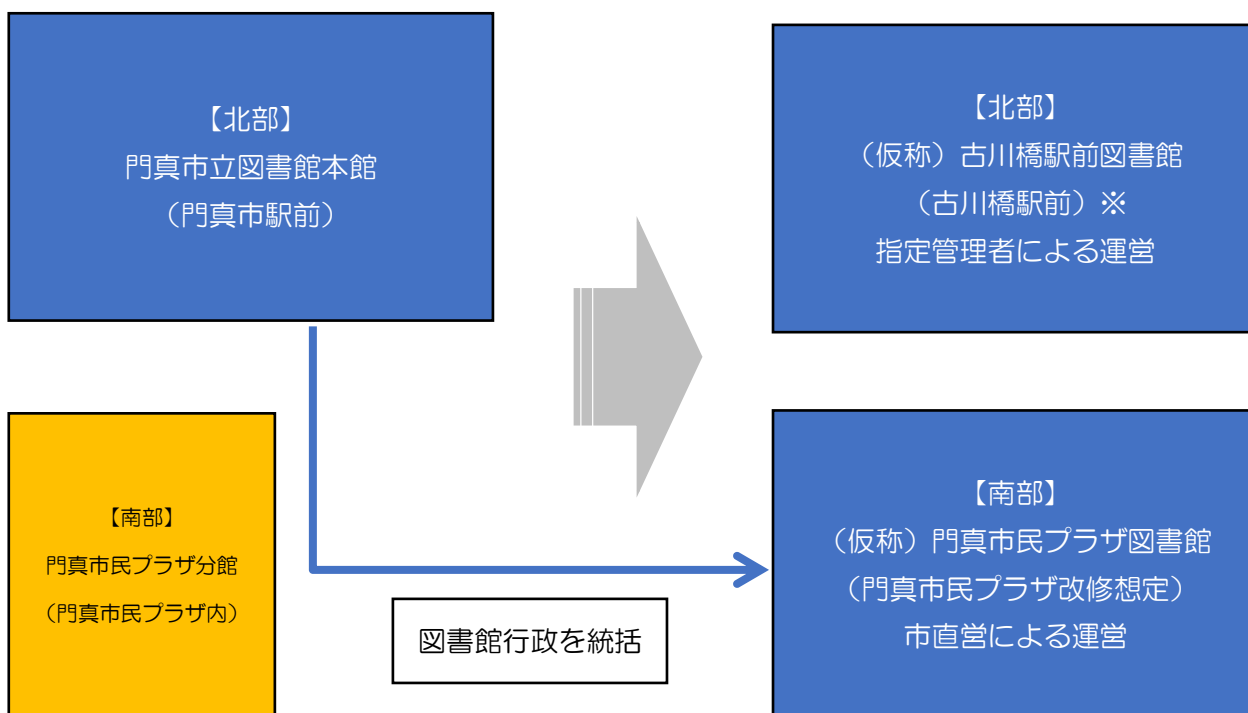 【北部】
門真市立図書館本館
（門真市駅前）
【北部】
（仮称）古川橋駅前図書館
（古川橋駅前）※
指定管理者による運営
【南部】
門真市民プラザ分館
（門真市民プラザ内）
図書館行政を統括
【南部】
（仮称）門真市民プラザ図書館
（門真市民プラザ改修想定）
市直営による運営